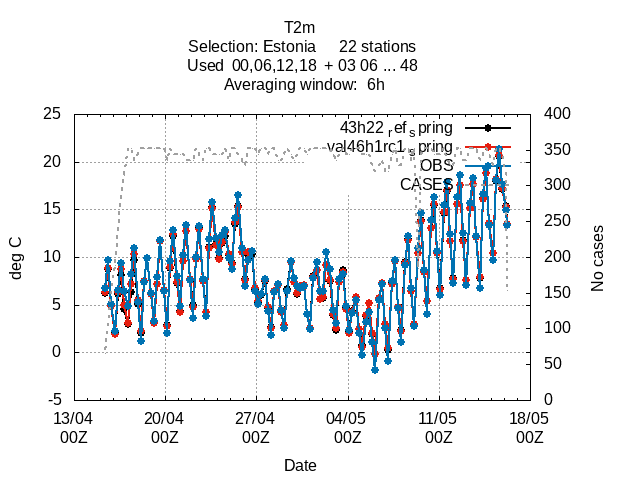 T2m
Selection: Estonia 22 stations
Used 00,06,12,18 + 03 06 ... 48
Averaging window: 6h
43h22_ref_spring
val46h1rc1_spring
OBS
CASES
deg C
25
20
15
10
5
0
-5
No cases
400
350
300
250
200
150
100
50
0
13/04 00Z
20/04 00Z
27/04 00Z
04/05 00Z
11/05 00Z
18/05 00Z
Date